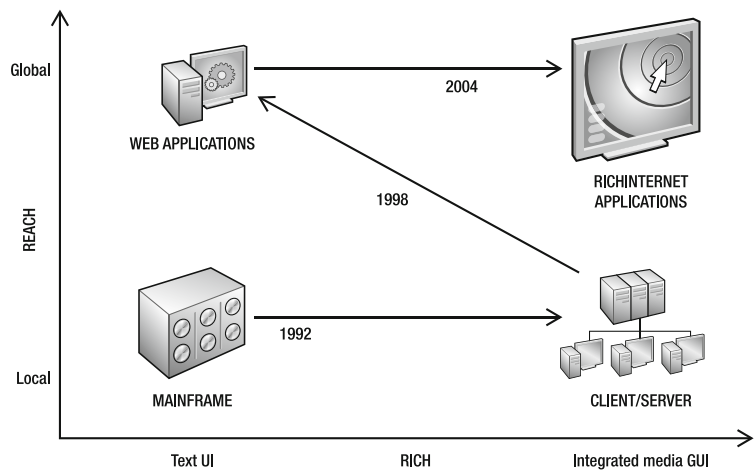 Global
WEB APPLICATIONS
2004
RICHINTERNET
APPLICATIONS
REACH
1998
1992
Local
MAINFRAME
CLIENT/SERVER
Text UI
RICH
Integrated media GUI